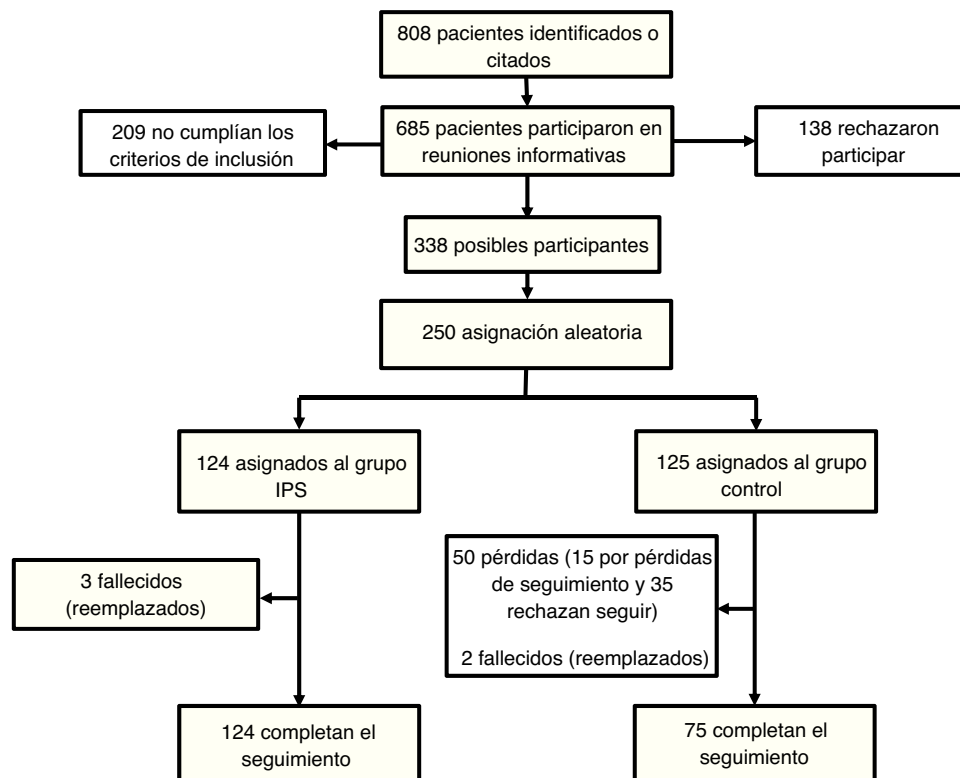 808 pacientes identificados o
citados
209 no cumplían los
criterios de inclusión
685 pacientes participaron en
reuniones informativas
138 rechazaron
participar
338 posibles participantes
250 asignación aleatoria
124 asignados al grupo
IPS
125 asignados al grupo
control
3 fallecidos
(reemplazados)
50 pérdidas (15 por pérdidas
de seguimiento y 35
rechazan seguir)
2 fallecidos (reemplazados)
124 completan el
seguimiento
75 completan el
seguimiento